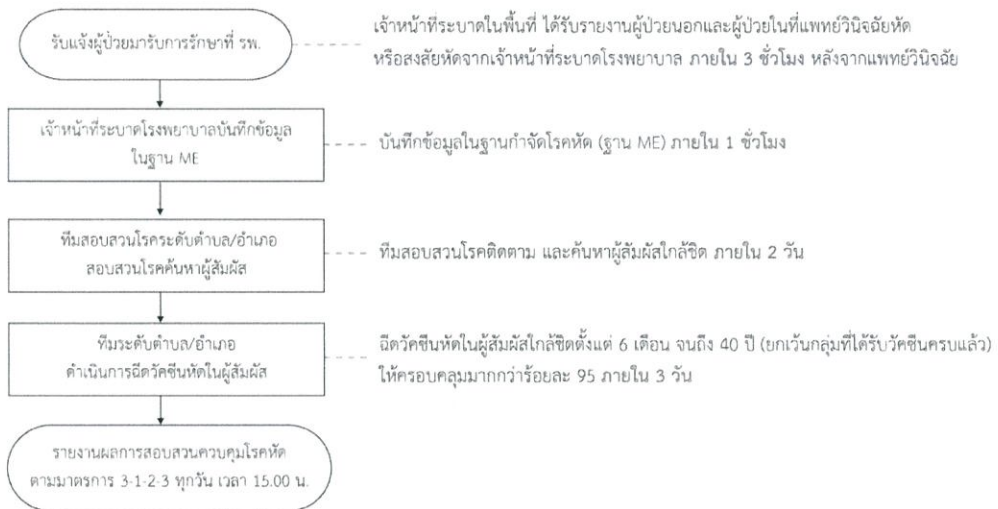 รับแจ้งผู้ป่วยมารับการรักษาที่ รพ.
เจ้าหน้าที่ระบาดในพื้นที่ ได้รับรายงานผู้ป่วยนอกและผู้ป่วยในที่แพทย์วินิจฉัยหัด
หรือสงสัยหัดจากเจ้าหน้าที่ระบาดโรงพยาบาล ภายใน 3 ชั่วโมง หลังจากแพทย์วินิจฉัย
เจ้าหน้าที่ระบาดโรงพยาบาลบันทึกข้อมูล
ในฐาน ME
บันทึกข้อมูลในฐานกำจัดโรคหัด (ฐาน ME) ภายใน 1 ชั่วโมง
ทีมสอบสวนโรคระดับตำบล/อำเภอ
สอบสวนโรคค้นหาผู้สัมผัส
ทีมสอบสวนโรคติดตาม และค้นหาผู้สัมผัสใกล้ชิด ภายใน 2 วัน
ทีมระดับตำบล/อำเภอ
ดำเนินการฉีดวัคซีนหัดในผู้สัมผัส
ฉีดวัคซีนหัดในผู้สัมผัสใกล้ชิดตั้งแต่ 6 เดือน จนถึง 40 ปี (ยกเว้นกลุ่มที่ได้รับวัคซีนครบแล้ว)
ให้ครอบคลุมมากกว่าร้อยละ 95 ภายใน 3 วัน
รายงานผลการสอบสวนควบคุมโรคหัด
ตามมาตรการ 3-1-2-3 ทุกวัน เวลา 15.00 น.